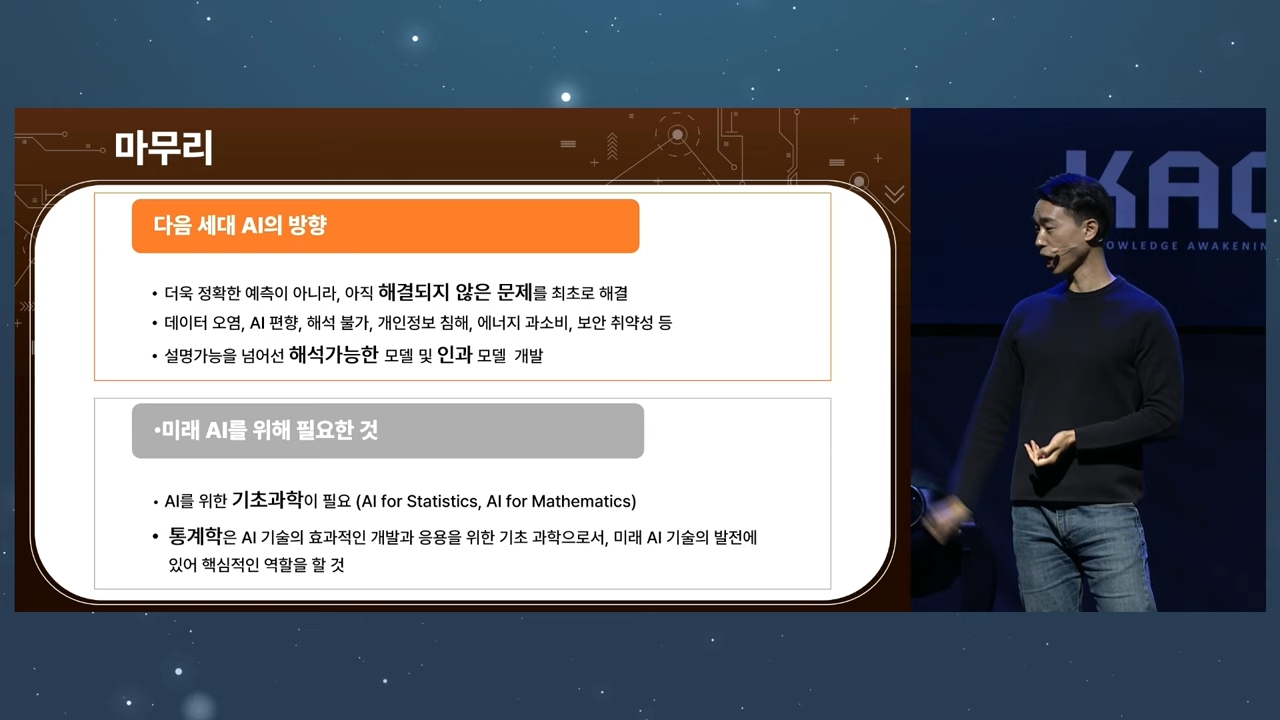 마무리
다음 세대 AI의 방향
• 더욱 정확한 예측이 아니라, 아직 해결되지 않은 문제를 최초로 해결
• 데이터 오염, AI 편향, 해석 불가, 개인정보 침해, 에너지 과소비, 보안 취약성 등
• 설명가능을 넘어선 해석가능한 모델 및 인과 모델 개발
•미래 AI를 위해 필요한 것
• AI를 위한 기초과학이 필요 (AI for Statistics, AI for Mathematics)
• 통계학은 AI 기술의 효과적인 개발과 응용을 위한 기초 과학으로서, 미래 AI 기술의 발전에
있어 핵심적인 역할을 할 것
KAO
OWLEDGE AWAKENIN